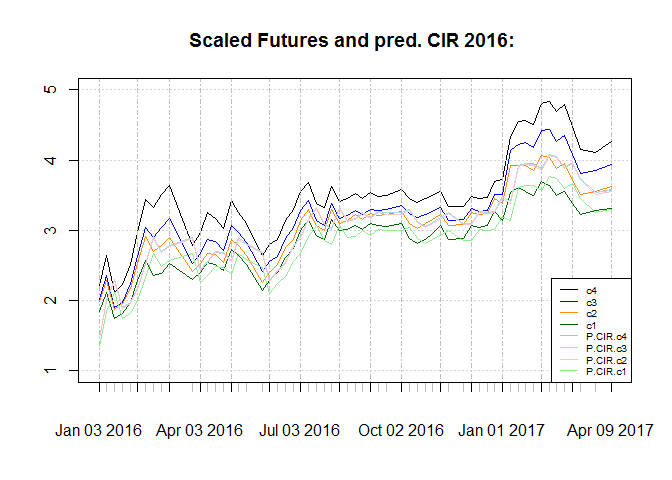 Scaled Futures and pred. CIR 2016:
5
4
3
2
1
c4
c3
c2
c1
P.CIR.c4
P.CIR.c3
P.CIR.c2
P.CIR.c1
Jan 03 2016 Apr 03 2016 Jul 03 2016 Oct 02 2016 Jan 01 2017 Apr 09 2017